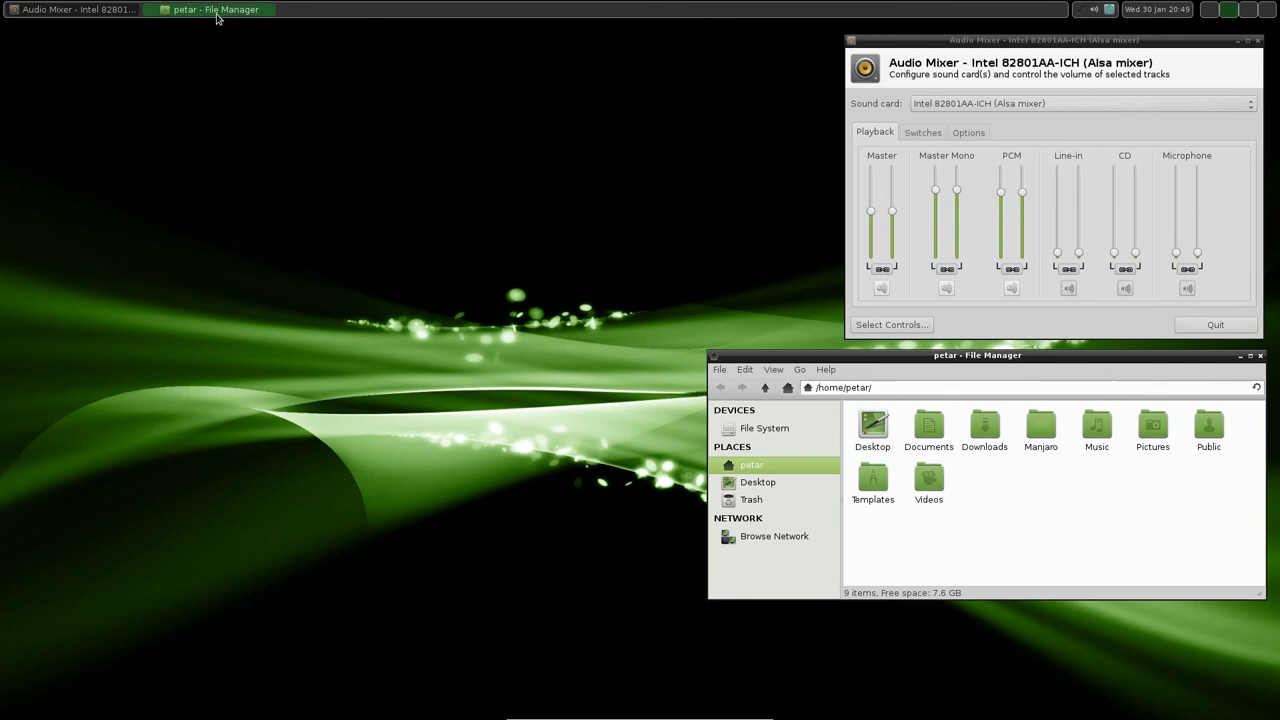 Audio Mixer - Intel 82801...
petar - File Manager
Wed 30 Jan 20:49
Audio Mixer - Intel 82801AA-ICH (Alsa mixer)
Audio Mixer - Intel 82801AA-ICH (Alsa mixer)
Configure sound card(s) and control the volume of selected tracks
Sound card:
Intel 82801AA-ICH (Alsa mixer)
Playback
Switches
Options
Master
Master Mono
PCM
Line-in
CD
Microphone
Select Controls...
Quit
petar - File Manager
File
Edit
View
Go
Help
/home/petar/
DEVICES
File System
PLACES
petar
Desktop
Trash
NETWORK
Browse Network
Desktop
Documents
Downloads
Manjaro
Music
Pictures
Public
Templates
Videos
9 items, Free space: 7.6 GB